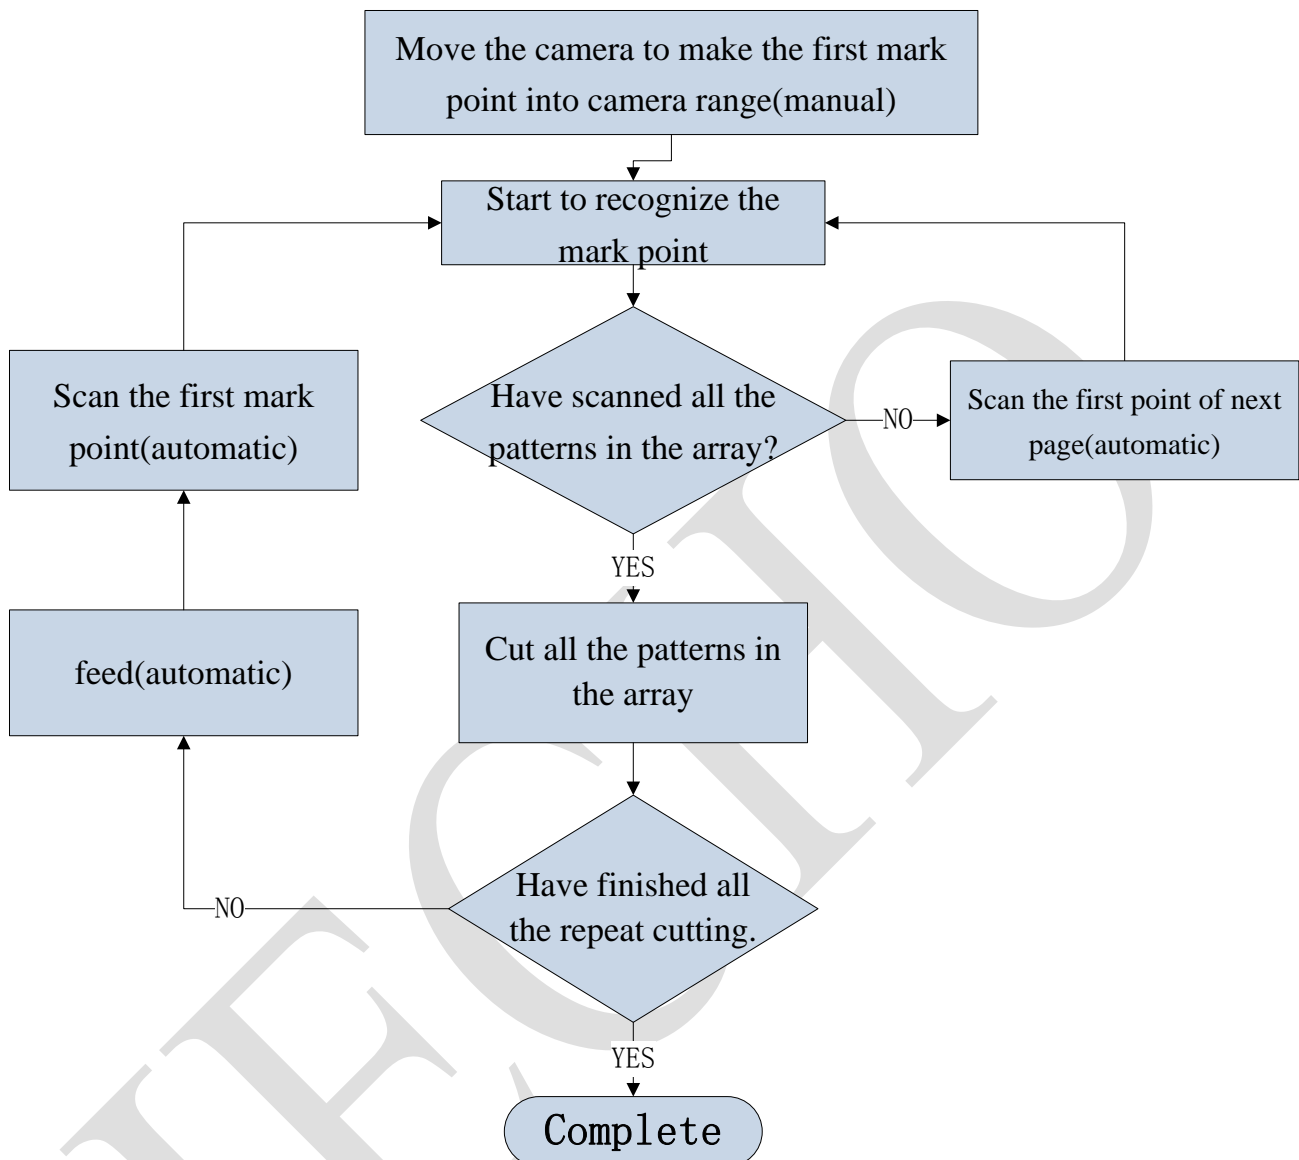 Move the camera to make the first mark
point into camera range(manual)
Start to recognize the
mark point
Scan the first mark
point(automatic)
Have scanned all the
patterns in the array?
NO
Scan the first point of next
page(automatic)
YES
feed(automatic)
Cut all the patterns in
the array
Have finished all
the repeat cutting.
NO
YES
Complete
IECHO